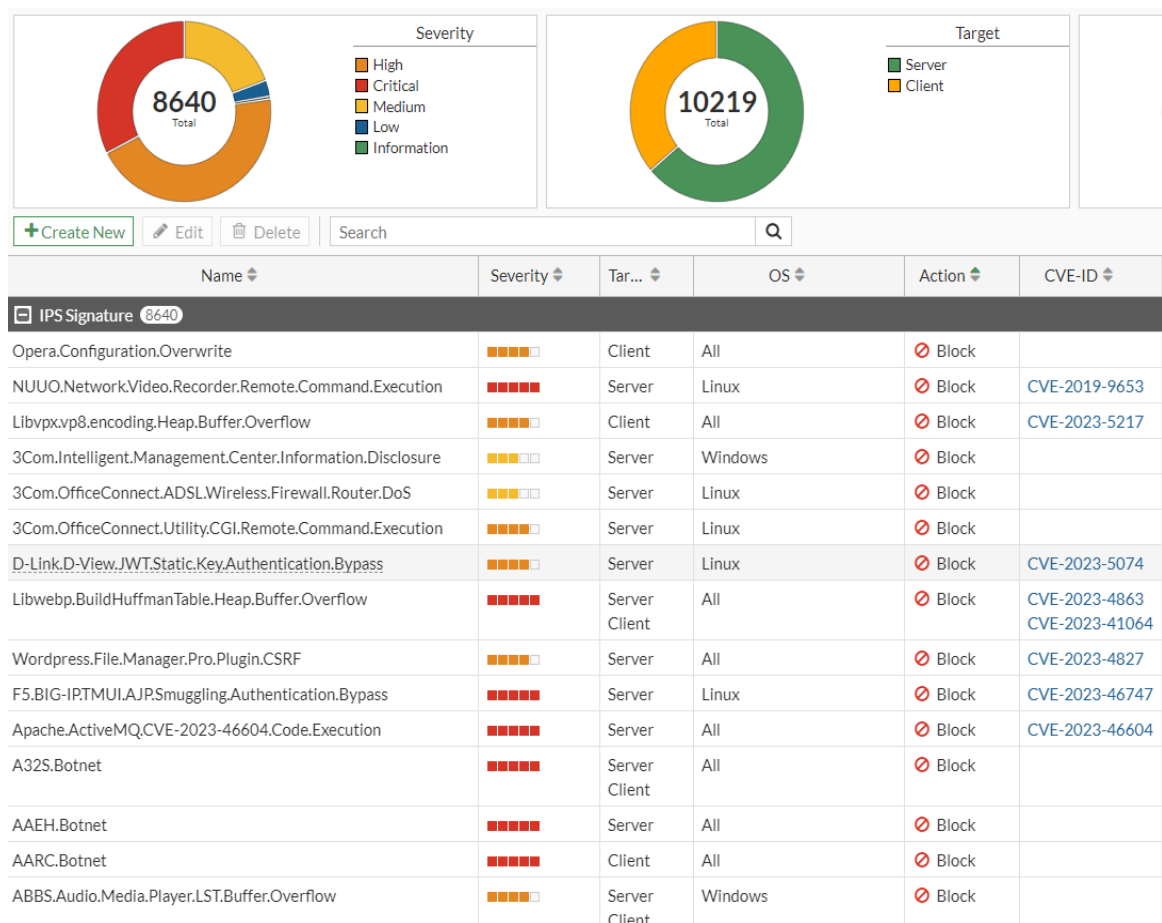 Severity
High
Critical
Medium
Low
Information
8640
Total
Target
Server
Client
10219
Total
Create New Edit Delete Search
Name Severity Tar... OS Action CVE-ID
IPS Signature 8640
Opera.Configuration.Overwrite Client All Block
NUUO.Network.Video.Recorder.Remote.Command.Execution Server Linux Block CVE-2019-9653
Libvpx.vp8.encoding.Heap.Buffer.Overflow Client All Block CVE-2023-5217
3Com.Intelligent.Management.Center.Information.Disclosure Server Windows Block
3Com.OfficeConnect.ADSL.Wireless.Firewall.Router.DoS Server Linux Block
3Com.OfficeConnect.Utility.CGI.Remote.Command.Execution Server Linux Block
D-Link.D-View.JWT.Static.Key.Authentication.Bypass Server Linux Block CVE-2023-5074
Libwebp.BuildHuffmanTable.Heap.Buffer.Overflow Server All Block CVE-2023-4863
Client CVE-2023-41064
Wordpress.File.Manager.Pro.Plugin.CSRF Server All Block CVE-2023-4827
F5.BIG-IP.TMUI.AJP.Smuggling.Authentication.Bypass Server Linux Block CVE-2023-46747
Apache.ActiveMQ.CVE-2023-46604.Code.Execution Server All Block CVE-2023-46604
A32S.Botnet Server All Block
Client
AAEH.Botnet Server All Block
AARC.Botnet Client All Block
ABBS.Audio.Media.Player.LST.Buffer.Overflow Server Windows Block
Client